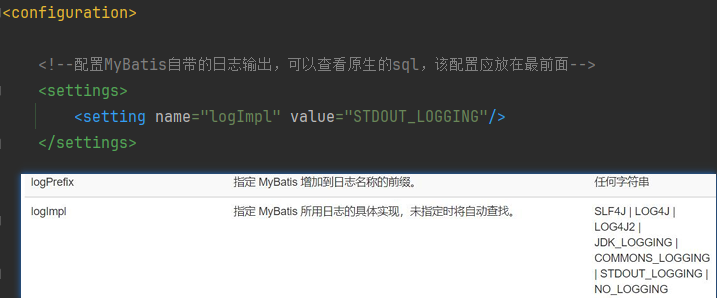 <configuration>
<!--配置MyBatis自带的日志输出，可以查看原生的sql，该配置应放在最前面-->
<settings>
<setting name="logImpl" value="STDOUT_LOGGING"/>
</settings>
logPrefix 指定 MyBatis 增加到日志名称的前缀。 任何字符串
logImpl 指定 MyBatis 所用日志的具体实现，未指定时将自动查找。 SLF4J | LOG4J |
LOG4J2 |
JDK_LOGGING |
COMMONS_LOGGING
| STDOUT_LOGGING |
NO_LOGGING